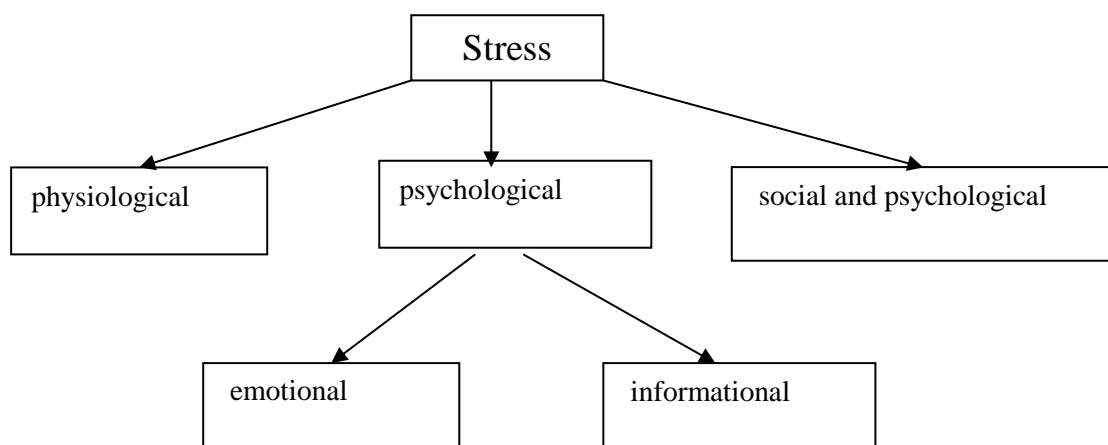 Stress
physiological
psychological
social and psychological
emotional
informational